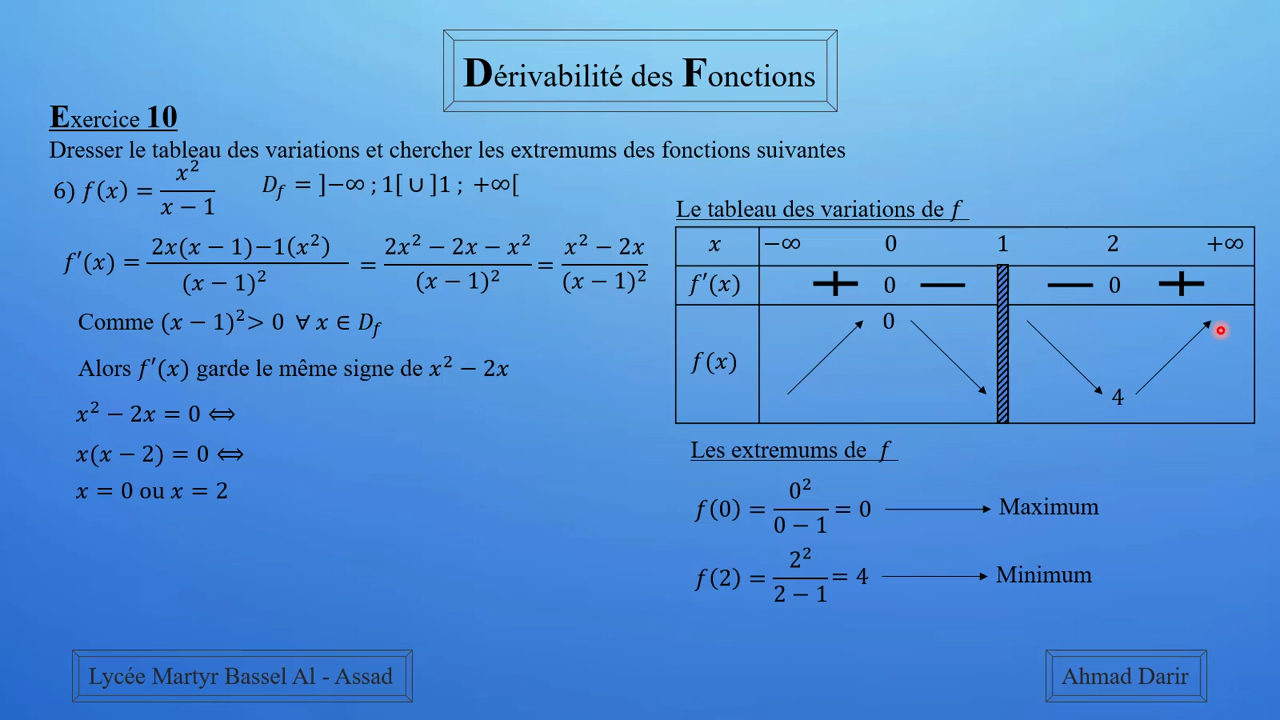 Dérivabilité des Fonctions
Exercice 10
Dresser le tableau des variations et chercher les extremums des fonctions suivantes
6) f(x) = x²/(x − 1)    D_f = ]−∞ ; 1[ ∪ ]1 ; +∞[
f′(x) = (2x(x − 1)−1(x²))/(x − 1)² = (2x² − 2x − x²)/(x − 1)² = (x² − 2x)/(x − 1)²
Comme (x − 1)² > 0 ∀ x ∈ D_f
Alors f′(x) garde le même signe de x² − 2x
x² − 2x = 0 ⟺
x(x − 2) = 0 ⟺
x = 0 ou x = 2
Le tableau des variations de f
x −∞ 0 1 2 +∞
f′(x) + 0 − − 0 +
f(x) 0 4
Les extremums de f
f(0) = 0²/(0 − 1) = 0 ⟶ Maximum
f(2) = 2²/(2 − 1) = 4 ⟶ Minimum
Lycée Martyr Bassel Al - Assad
Ahmad Darir